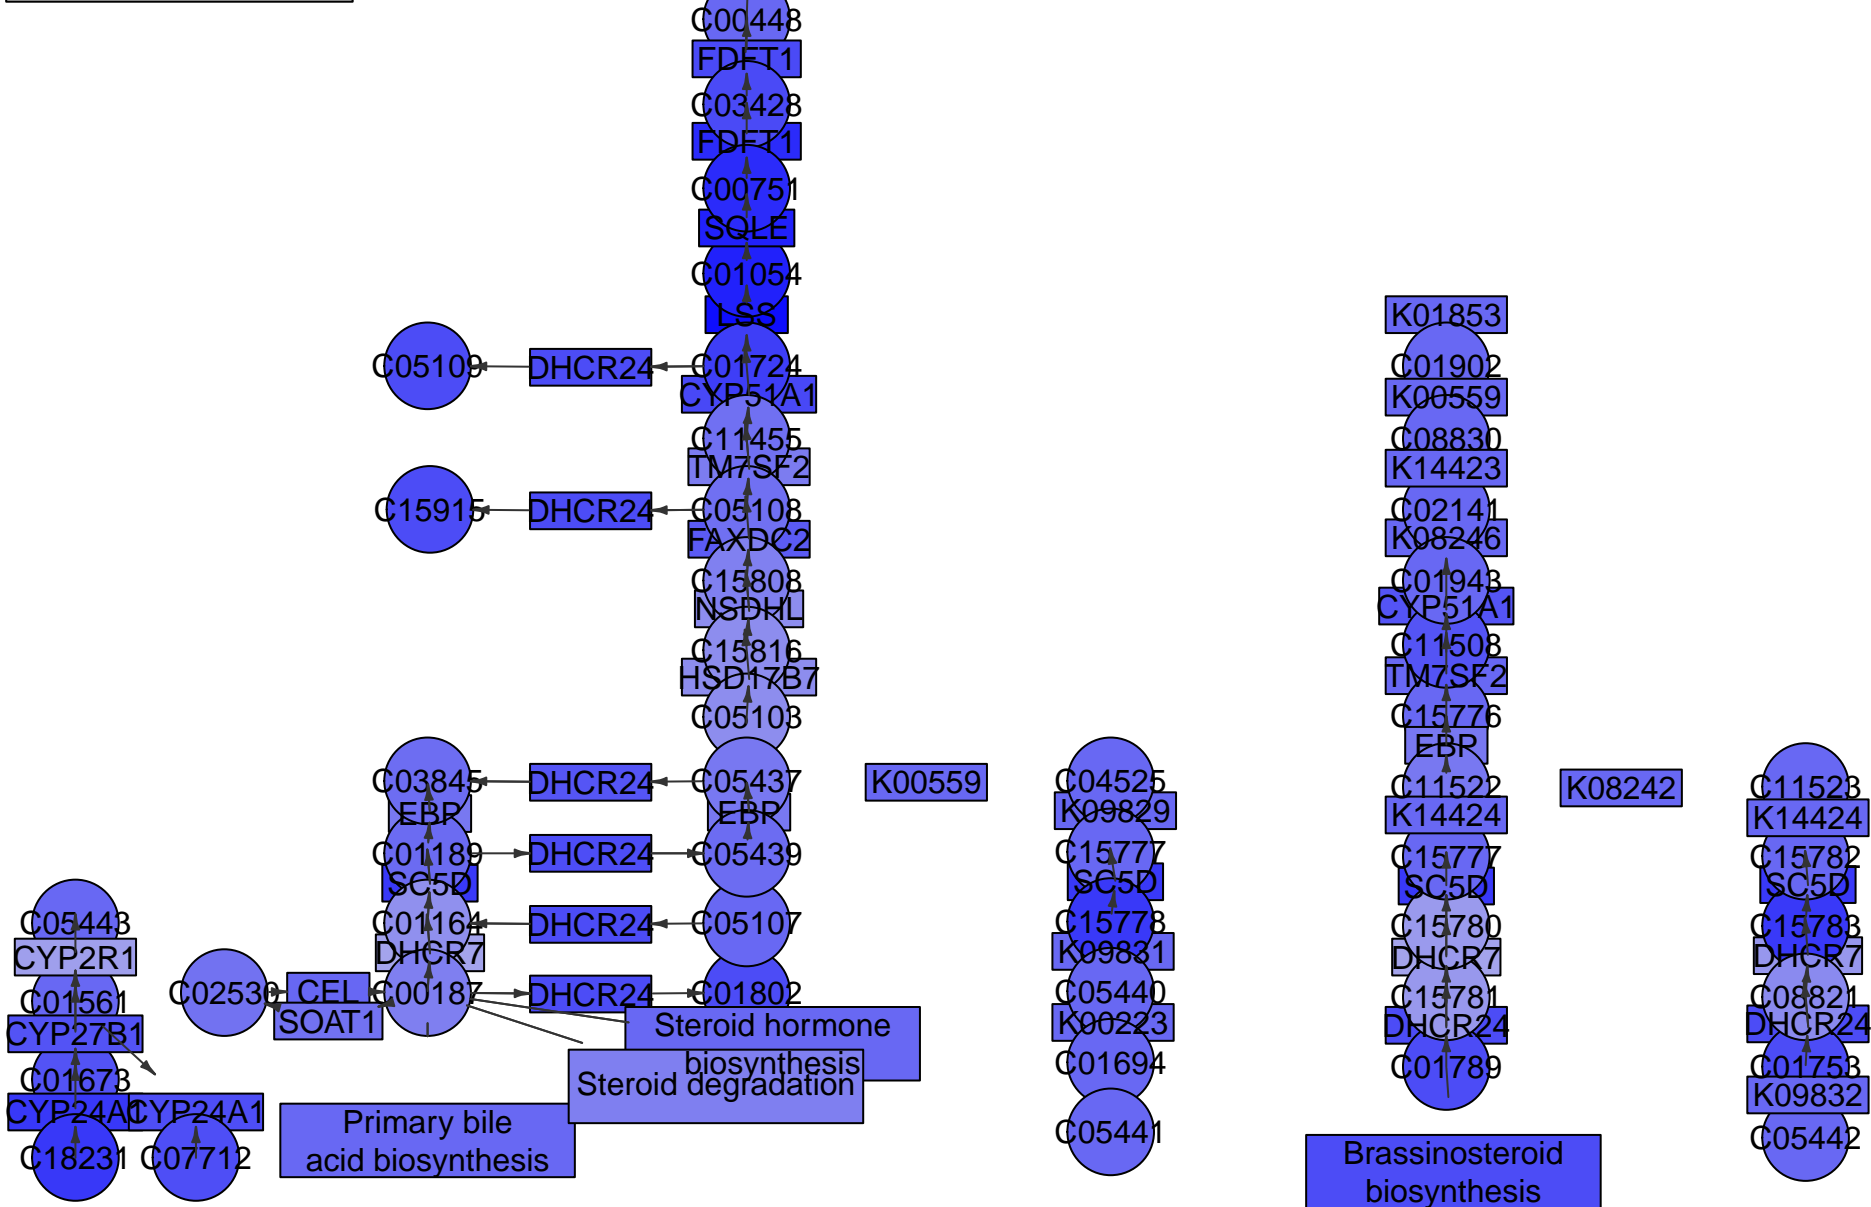 C00448
FDFT1
C03428
FDFT1
C00751
SQLE
C01054
LSS
C05109
DHCR24
C01724
CYP51A1
C11455
TM7SF2
C15915
DHCR24
C05108
FAXDC2
C15808
NSDHL
C15816
HSD17B7
C05103
C03845
DHCR24
C05437
EBP
EBP
C01189
DHCR24
C05439
SC5D
C01164
DHCR24
C05107
DHCR7
C02530
CEL
C00187
DHCR24
C01802
SOAT1
Steroid hormone
biosynthesis
Steroid degradation
Primary bile
acid biosynthesis
C05443
CYP2R1
C01561
CYP27B1
C01673
CYP24A1
CYP24A1
C18231
C07712
K00559
C04525
K09829
C15777
SC5D
C15778
K09831
C05440
K00223
C01694
C05441
K01853
C01902
K00559
C08830
K14423
C02141
K08246
C01943
CYP51A1
C11508
TM7SF2
C15776
EBP
C11522
K14424
C15777
SC5D
C15780
DHCR7
C15781
DHCR24
C01789
Brassinosteroid
biosynthesis
K08242
C11523
K14424
C15782
SC5D
C15783
DHCR7
C08821
DHCR24
C01753
K09832
C05442